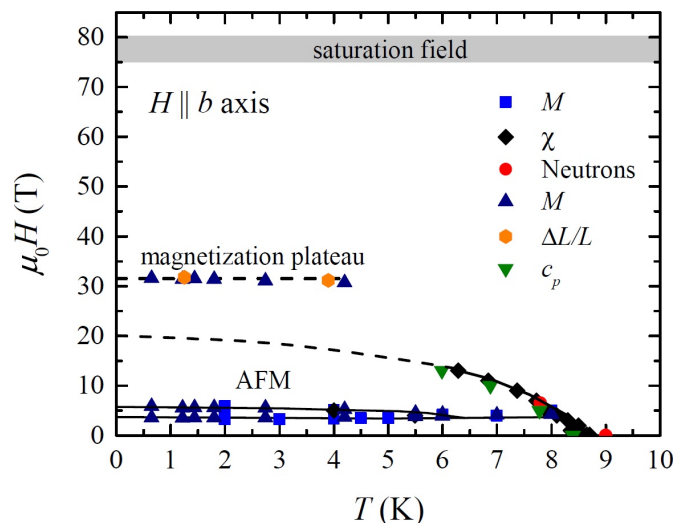 80
saturation field
70
H || b axis
M
60
χ
Neutrons
50
M
40
ΔL/L
magnetization plateau
c_p
30
20
AFM
10
0
0 1 2 3 4 5 6 7 8 9 10
μ₀H (T)
T (K)